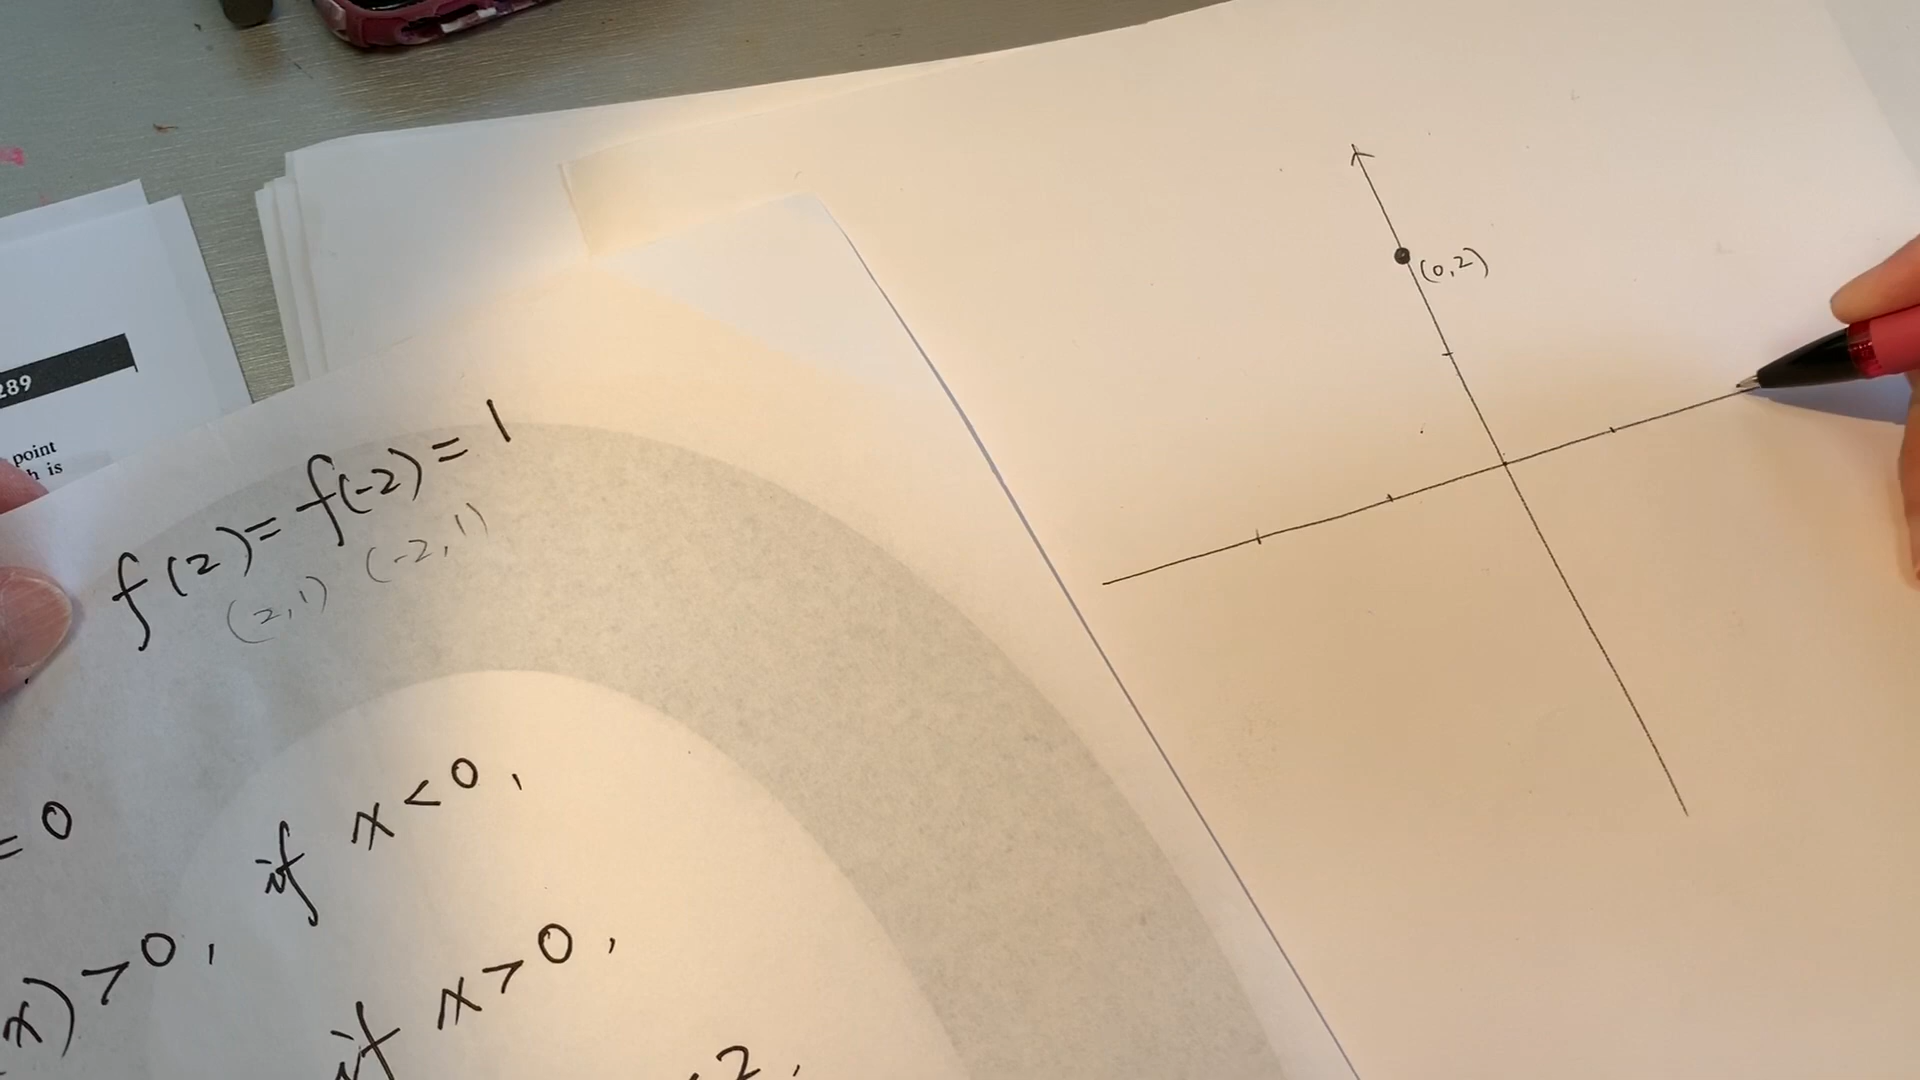 289
point
h is
f(2)=f(-2)=1
(2,1) (-2,1)
= 0
x)>0, if x<0,
if x>0,
2,
(0,2)